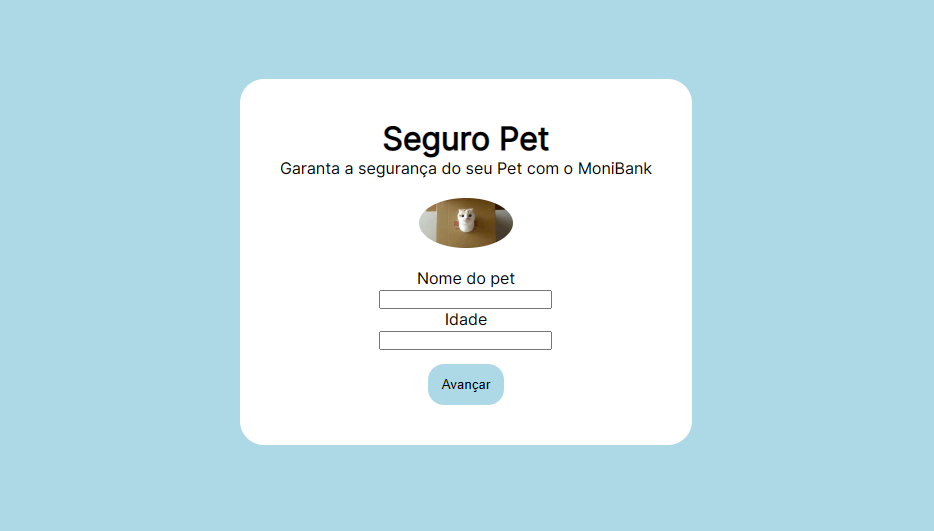 Seguro Pet
Garanta a segurança do seu Pet com o MoniBank
Nome do pet
Idade
Avançar